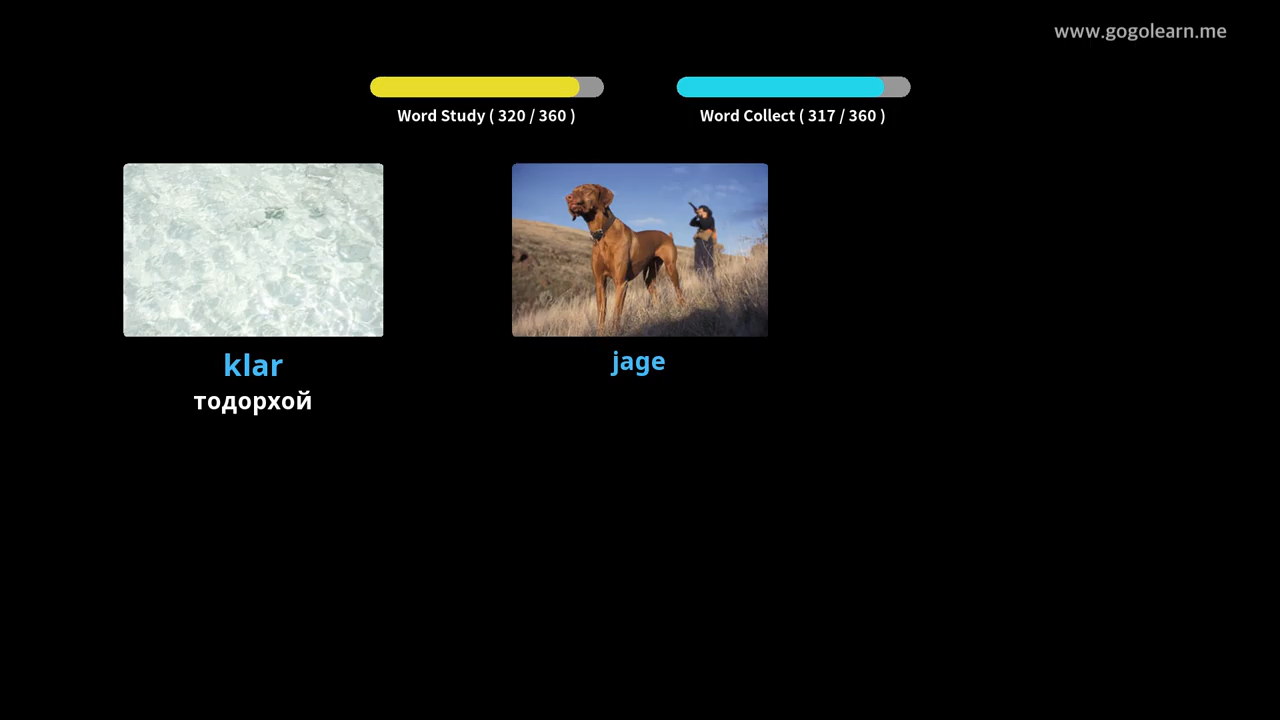 www.gogolearn.me
Word Study ( 320 / 360 )
Word Collect ( 317 / 360 )
klar
тодорхой
jage